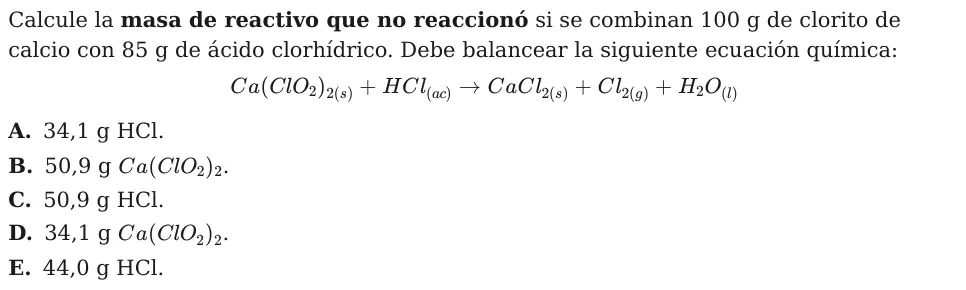 Calcule la masa de reactivo que no reaccionó si se combinan 100 g de clorito de
calcio con 85 g de ácido clorhídrico. Debe balancear la siguiente ecuación química:
Ca(ClO₂)₂₍ₛ₎ + HCl₍ac₎ → CaCl₂₍ₛ₎ + Cl₂₍g₎ + H₂O₍l₎
A. 34,1 g HCl.
B. 50,9 g Ca(ClO₂)₂.
C. 50,9 g HCl.
D. 34,1 g Ca(ClO₂)₂.
E. 44,0 g HCl.